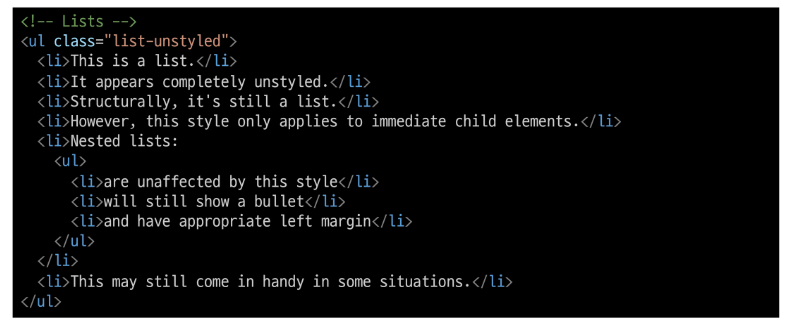 <!-- Lists -->
<ul class="list-unstyled">
  <li>This is a list.</li>
  <li>It appears completely unstyled.</li>
  <li>Structurally, it's still a list.</li>
  <li>However, this style only applies to immediate child elements.</li>
  <li>Nested lists:
    <ul>
      <li>are unaffected by this style</li>
      <li>will still show a bullet</li>
      <li>and have appropriate left margin</li>
    </ul>
  </li>
  <li>This may still come in handy in some situations.</li>
</ul>